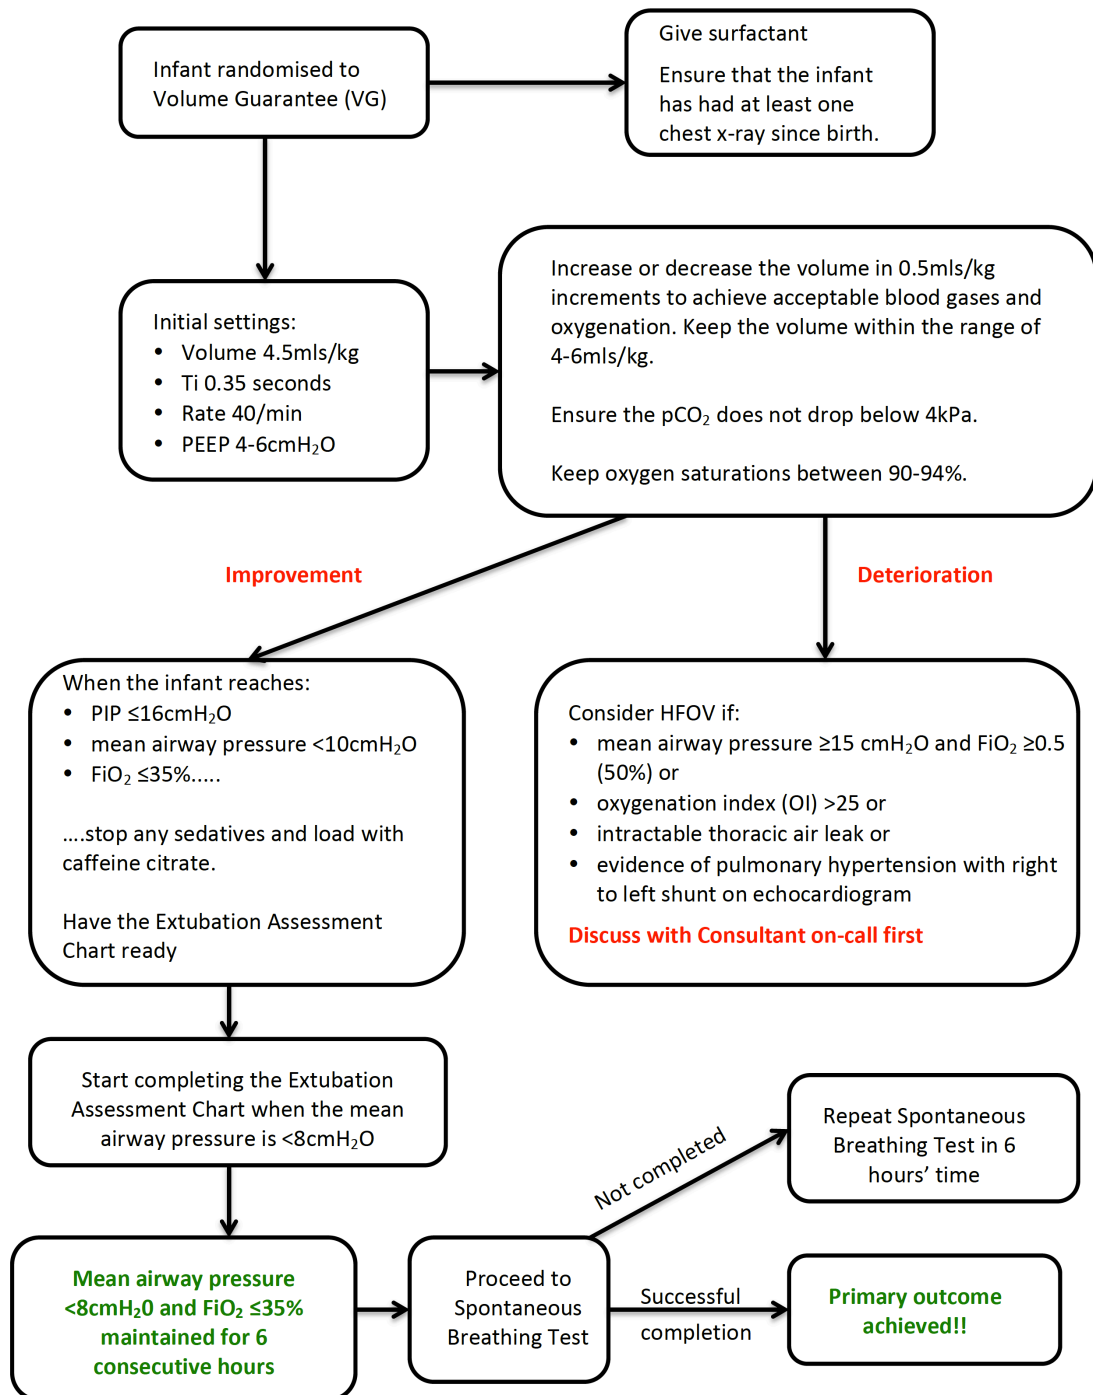 Infant randomised to
Volume Guarantee (VG)
Give surfactant
Ensure that the infant
has had at least one
chest x-ray since birth.
Initial settings:
• Volume 4.5mls/kg
• Ti 0.35 seconds
• Rate 40/min
• PEEP 4-6cmH₂O
Increase or decrease the volume in 0.5mls/kg
increments to achieve acceptable blood gases and
oxygenation. Keep the volume within the range of
4-6mls/kg.
Ensure the pCO₂ does not drop below 4kPa.
Keep oxygen saturations between 90-94%.
Improvement
Deterioration
When the infant reaches:
• PIP ≤16cmH₂O
• mean airway pressure <10cmH₂O
• FiO₂ ≤35%.....
....stop any sedatives and load with
caffeine citrate.
Have the Extubation Assessment
Chart ready
Consider HFOV if:
• mean airway pressure ≥15 cmH₂O and FiO₂ ≥0.5
(50%) or
• oxygenation index (OI) >25 or
• intractable thoracic air leak or
• evidence of pulmonary hypertension with right
to left shunt on echocardiogram
Discuss with Consultant on-call first
Start completing the Extubation
Assessment Chart when the mean
airway pressure is <8cmH₂O
Mean airway pressure
<8cmH₂0 and FiO₂ ≤35%
maintained for 6
consecutive hours
Proceed to
Spontaneous
Breathing Test
Not completed
Repeat Spontaneous
Breathing Test in 6
hours' time
Successful
completion
Primary outcome
achieved!!